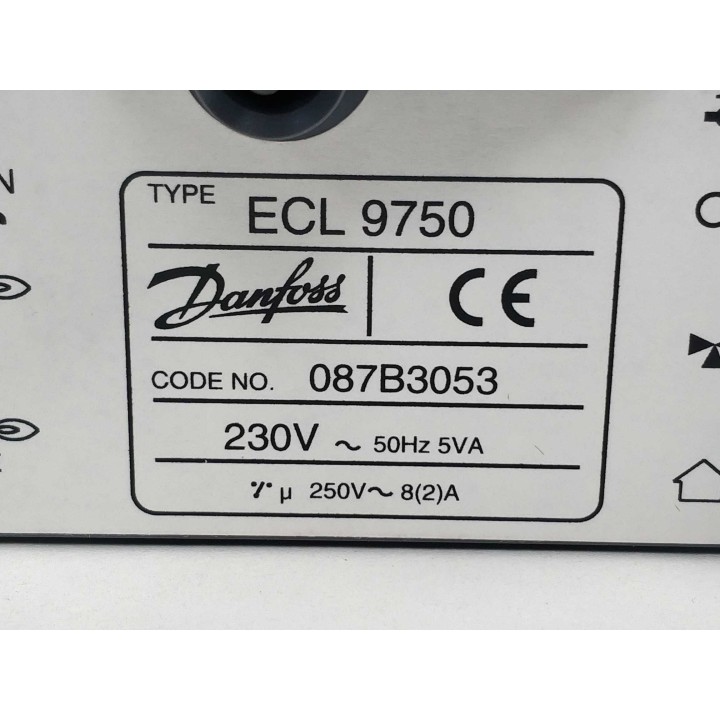 TYPE ECL 9750
Danfoss CE
CODE NO. 087B3053
230V ~ 50Hz 5VA
µ 250V~ 8(2)A
N